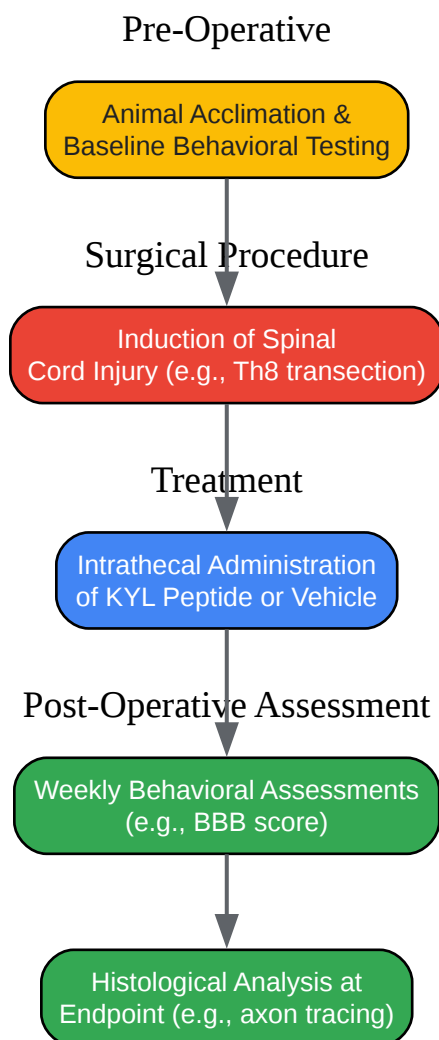 Pre-Operative
Animal Acclimation &
Baseline Behavioral Testing
Surgical Procedure
Induction of Spinal
Cord Injury (e.g., Th8 transection)
Treatment
Intrathecal Administration
of KYL Peptide or Vehicle
Post-Operative Assessment
Weekly Behavioral Assessments
(e.g., BBB score)
Histological Analysis at
Endpoint (e.g., axon tracing)